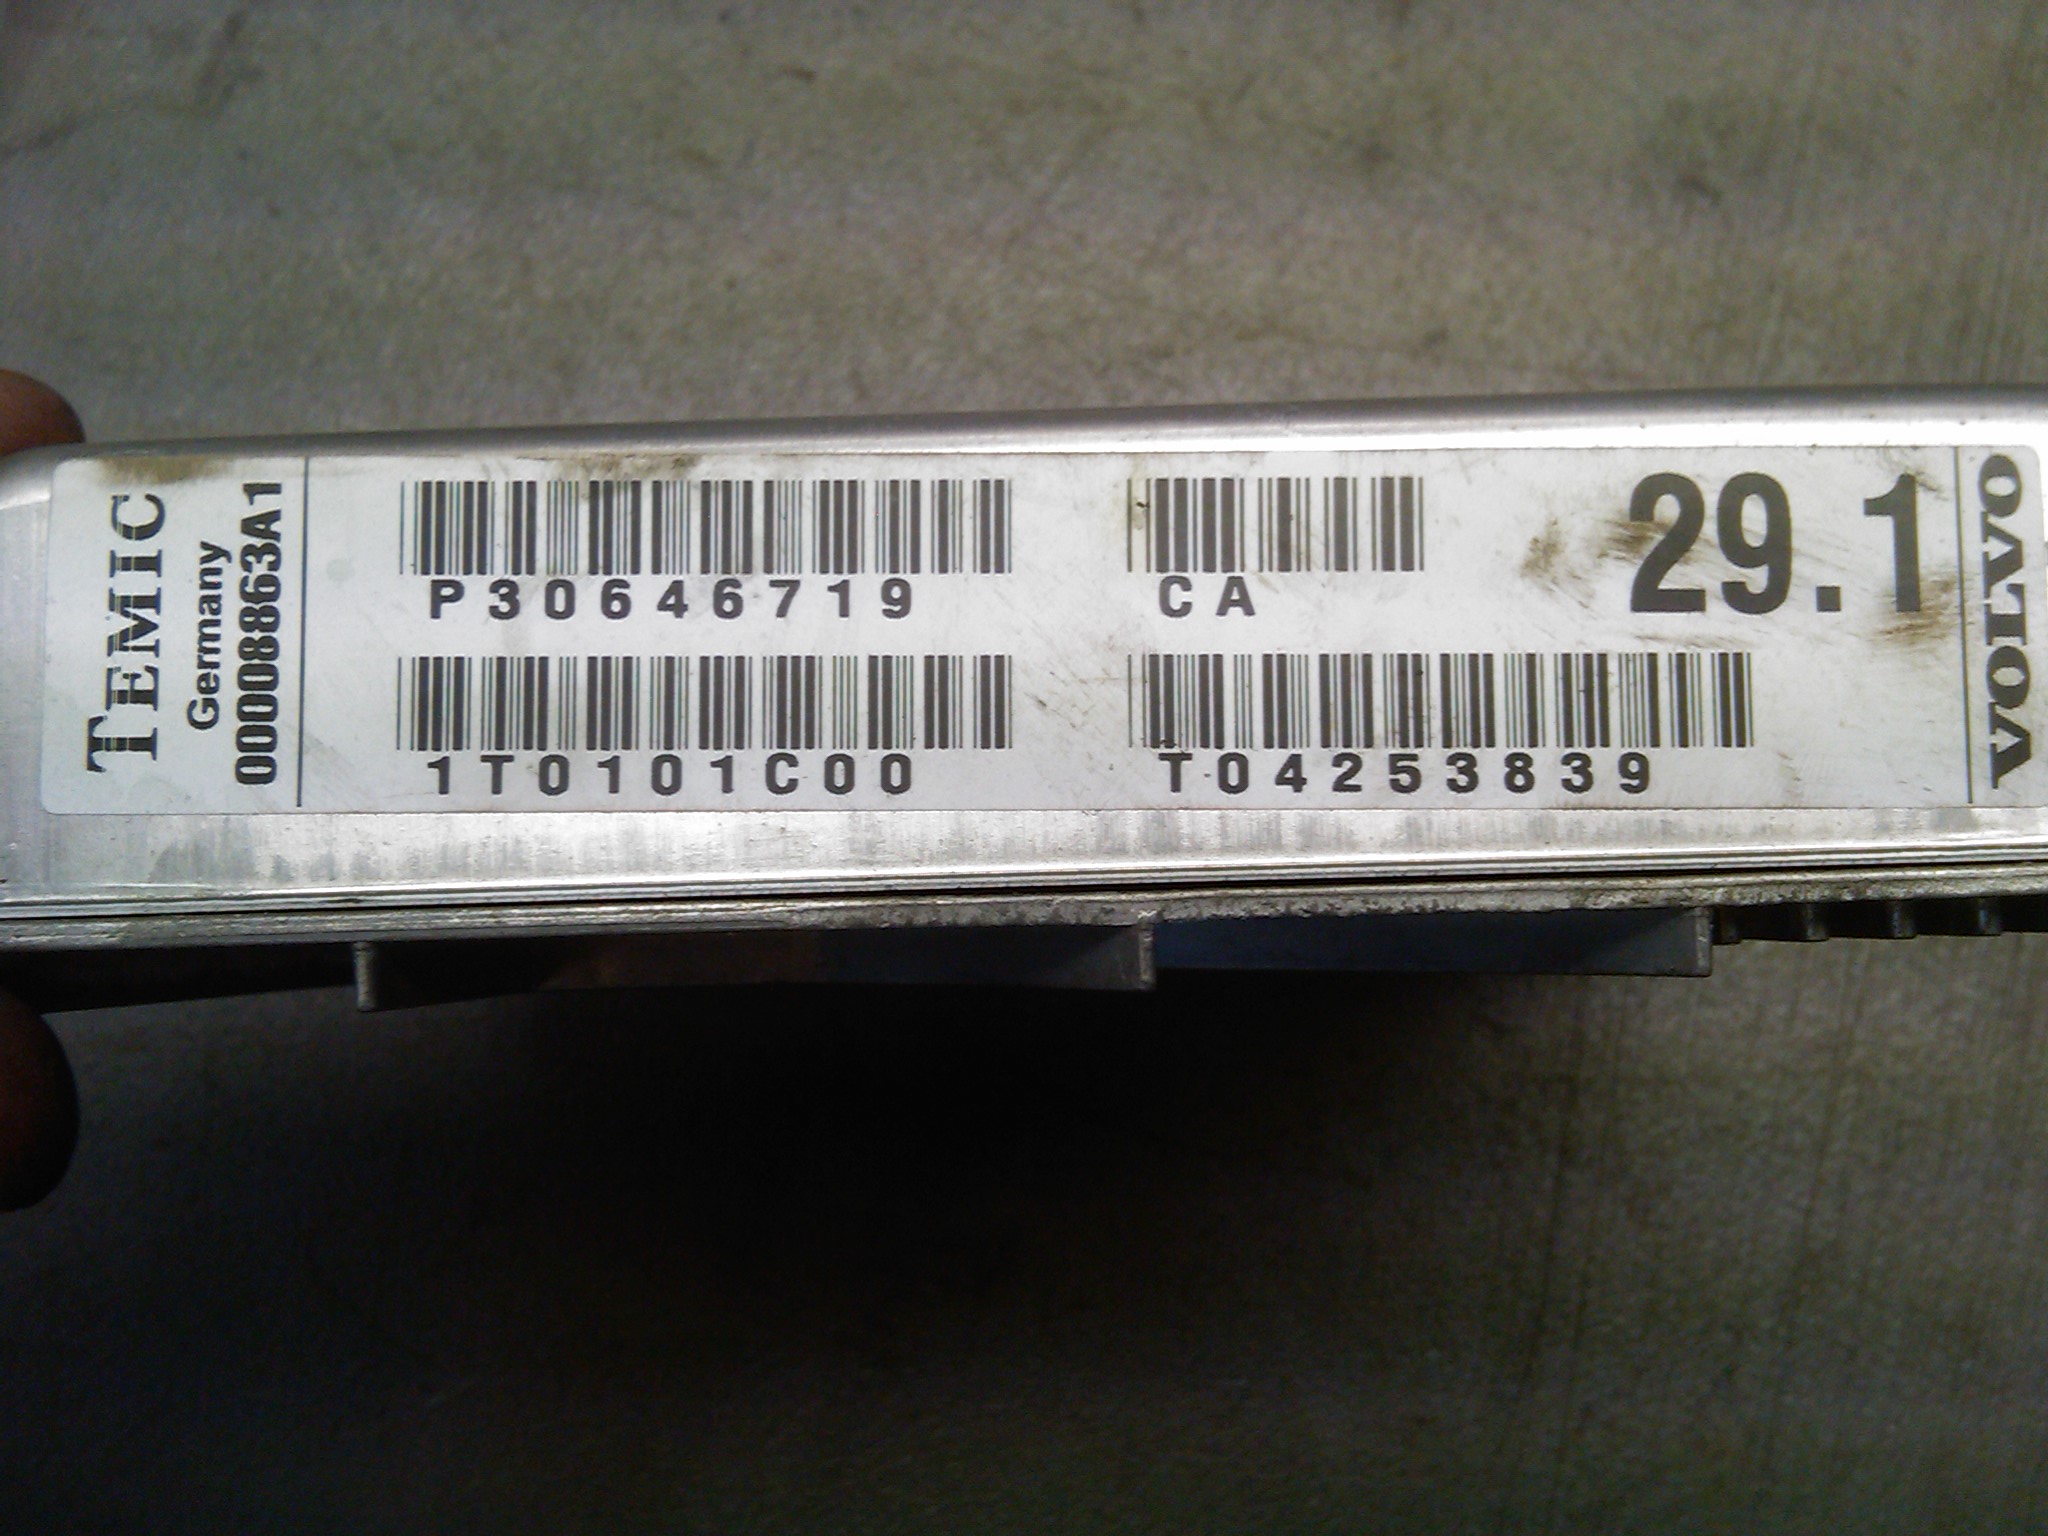 TEMIC
Germany
00008863A1
P30646719
CA
29.1
1T0101C00
T04253839
VOLVO